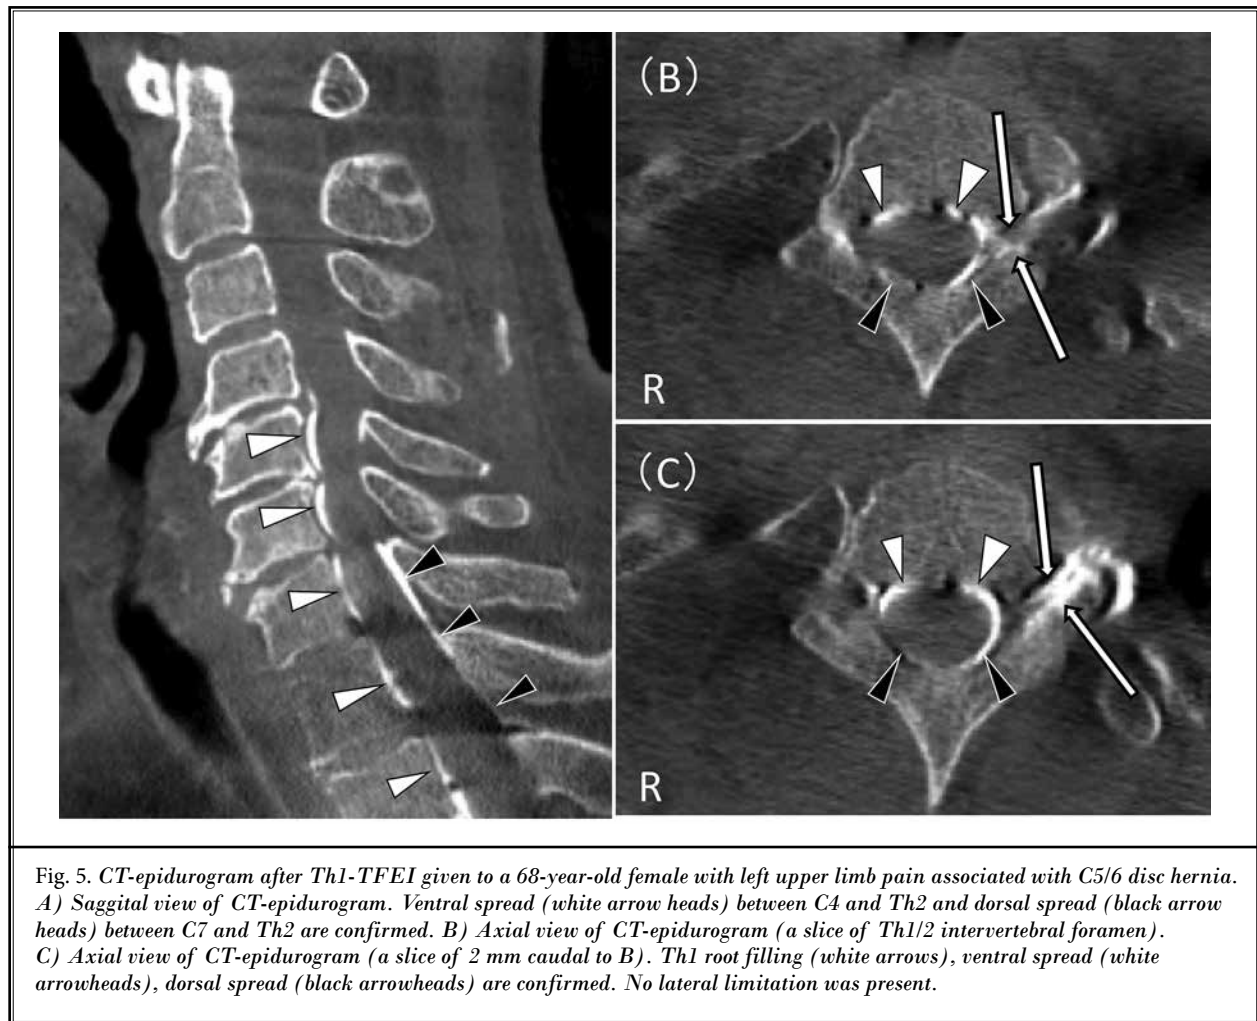 (B)
R
(C)
R
Fig. 5. CT-epidurogram after Th1-TFEI given to a 68-year-old female with left upper limb pain associated with C5/6 disc hernia.
A) Saggital view of CT-epidurogram. Ventral spread (white arrow heads) between C4 and Th2 and dorsal spread (black arrow
heads) between C7 and Th2 are confirmed. B) Axial view of CT-epidurogram (a slice of Th1/2 intervertebral foramen).
C) Axial view of CT-epidurogram (a slice of 2 mm caudal to B). Th1 root filling (white arrows), ventral spread (white
arrowheads), dorsal spread (black arrowheads) are confirmed. No lateral limitation was present.